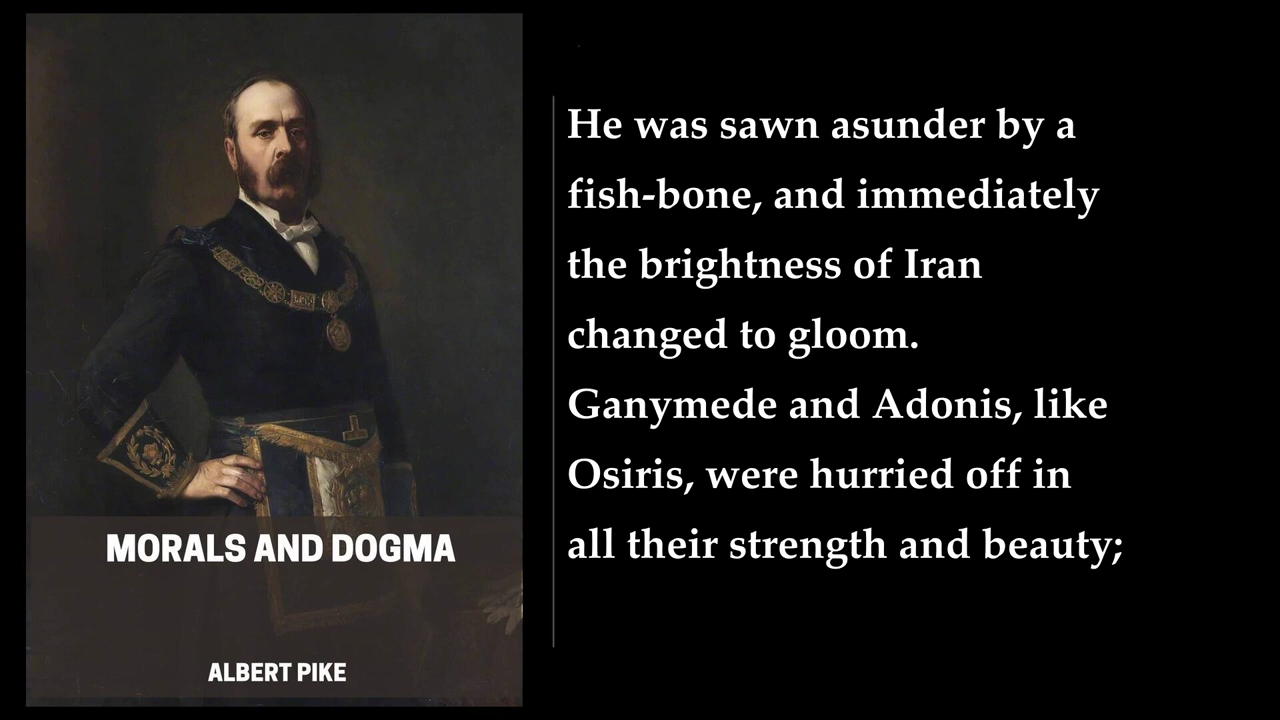 MORALS AND DOGMA
ALBERT PIKE
He was sawn asunder by a
fish-bone, and immediately
the brightness of Iran
changed to gloom.
Ganymede and Adonis, like
Osiris, were hurried off in
all their strength and beauty;